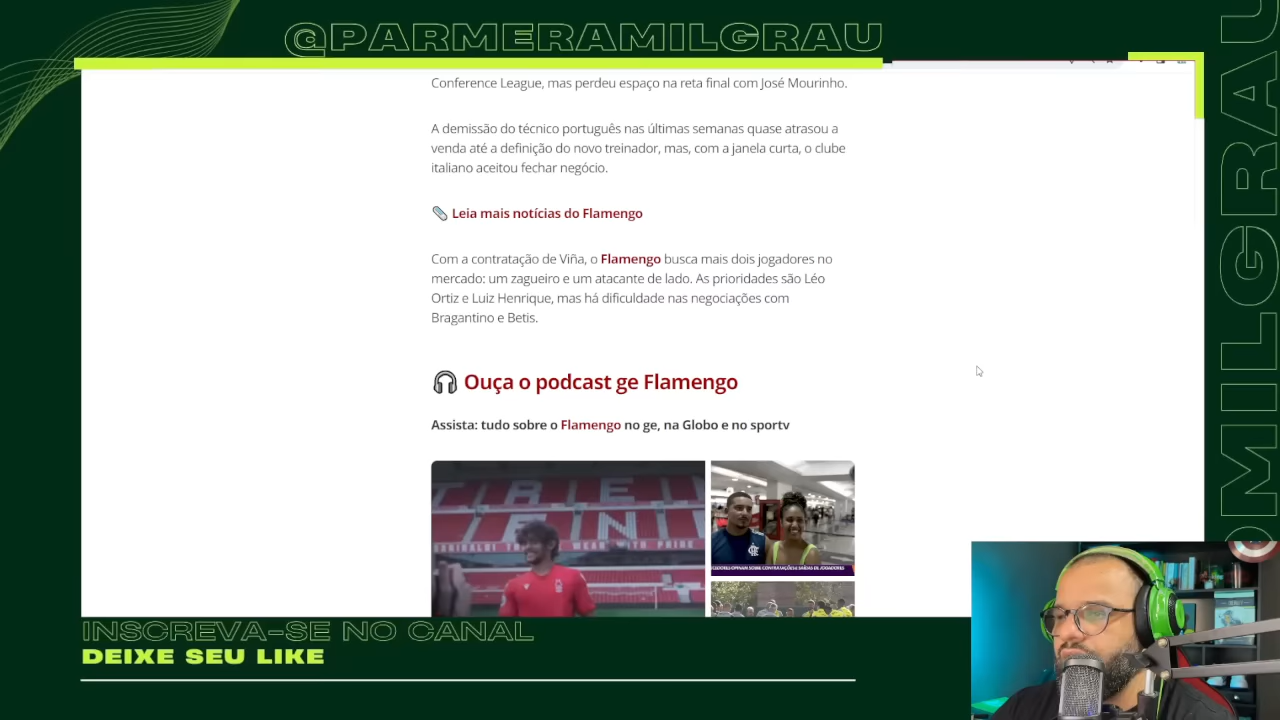 @PARMERAMILGRAU
Conference League, mas perdeu espaço na reta final com José Mourinho.
A demissão do técnico português nas últimas semanas quase atrasou a
venda até a definição do novo treinador, mas, com a janela curta, o clube
italiano aceitou fechar negócio.
Leia mais notícias do Flamengo
Com a contratação de Viña, o Flamengo busca mais dois jogadores no
mercado: um zagueiro e um atacante de lado. As prioridades são Léo
Ortiz e Luiz Henrique, mas há dificuldade nas negociações com
Bragantino e Betis.
Ouça o podcast ge Flamengo
Assista: tudo sobre o Flamengo no ge, na Globo e no sportv
INSCREVA-SE NO CANAL
DEIXE SEU LIKE
OMILGRAU